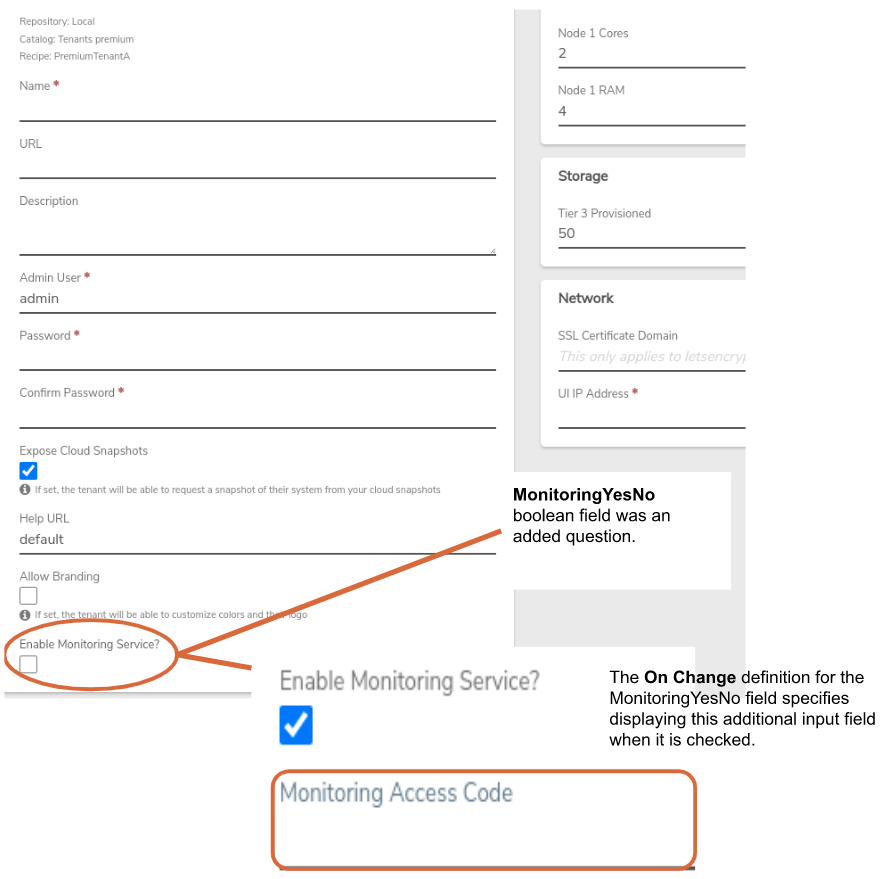 Repository: Local
Catalog: Tenants premium
Recipe: PremiumTenantA
Name *
URL
Description
Admin User *
admin
Password *
Confirm Password *
Expose Cloud Snapshots
If set, the tenant will be able to request a snapshot of their system from your cloud snapshots
Help URL
default
Allow Branding
If set, the tenant will be able to customize colors and their logo
Enable Monitoring Service?
Node 1 Cores
2
Node 1 RAM
4
Storage
Tier 3 Provisioned
50
Network
SSL Certificate Domain
This only applies to letsencryp
UI IP Address *
MonitoringYesNo
boolean field was an
added question.
Enable Monitoring Service?
Monitoring Access Code
The On Change definition for the
MonitoringYesNo field specifies
displaying this additional input field
when it is checked.